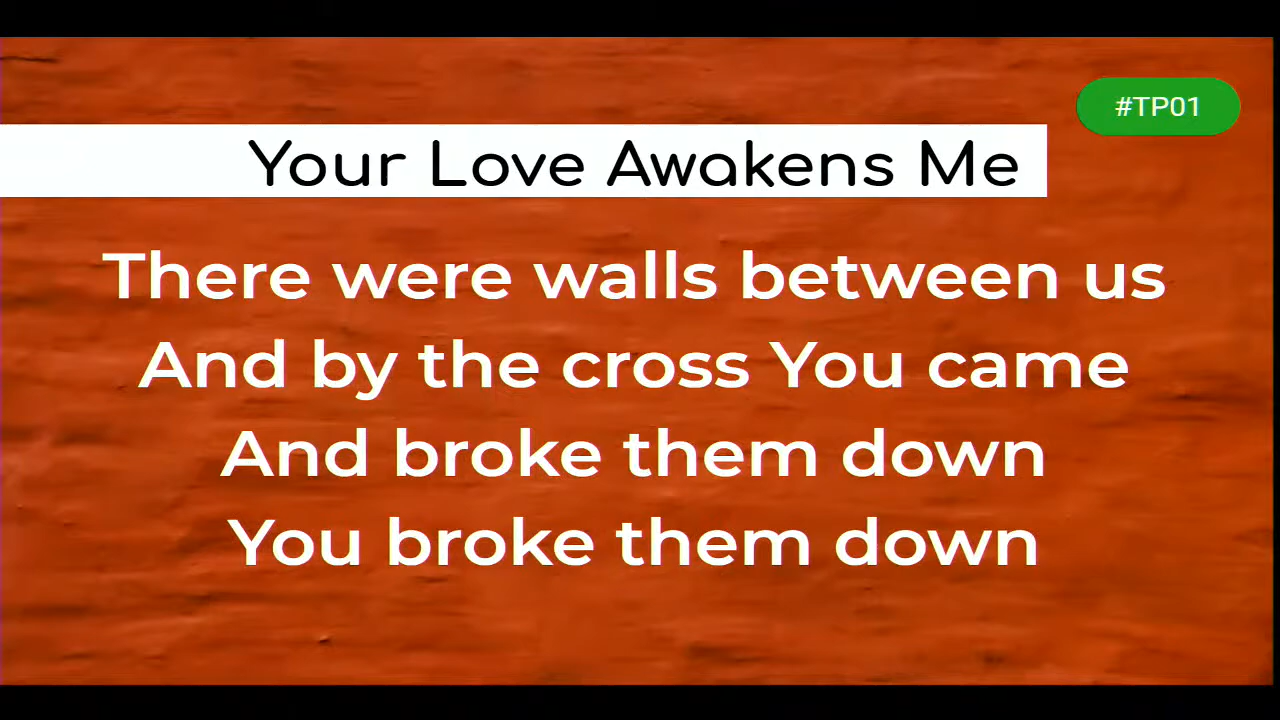 #TP01
Your Love Awakens Me
There were walls between us
And by the cross You came
And broke them down
You broke them down